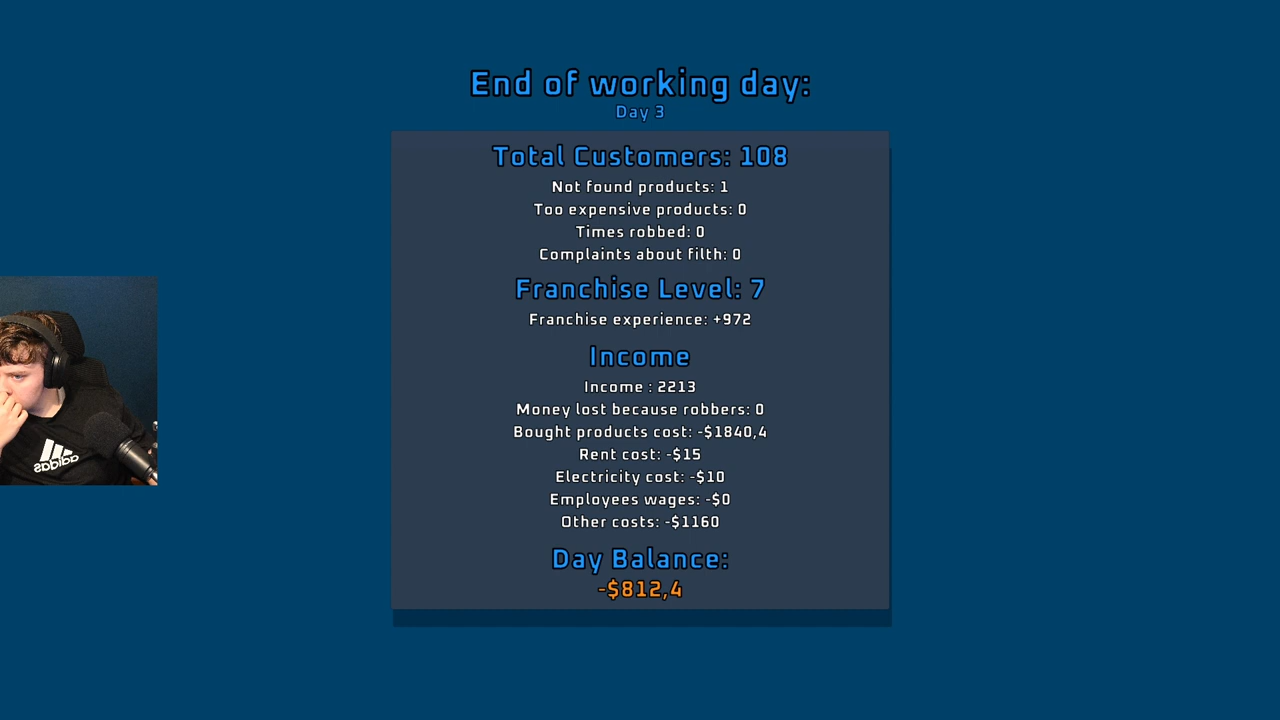 End of working day:
Day 3
Total Customers: 108
Not found products: 1
Too expensive products: 0
Times robbed: 0
Complaints about filth: 0
Franchise Level: 7
Franchise experience: +972
Income
Income : 2213
Money lost because robbers: 0
Bought products cost: -$1840,4
Rent cost: -$15
Electricity cost: -$10
Employees wages: -$0
Other costs: -$1160
Day Balance:
-$812,4
adidas